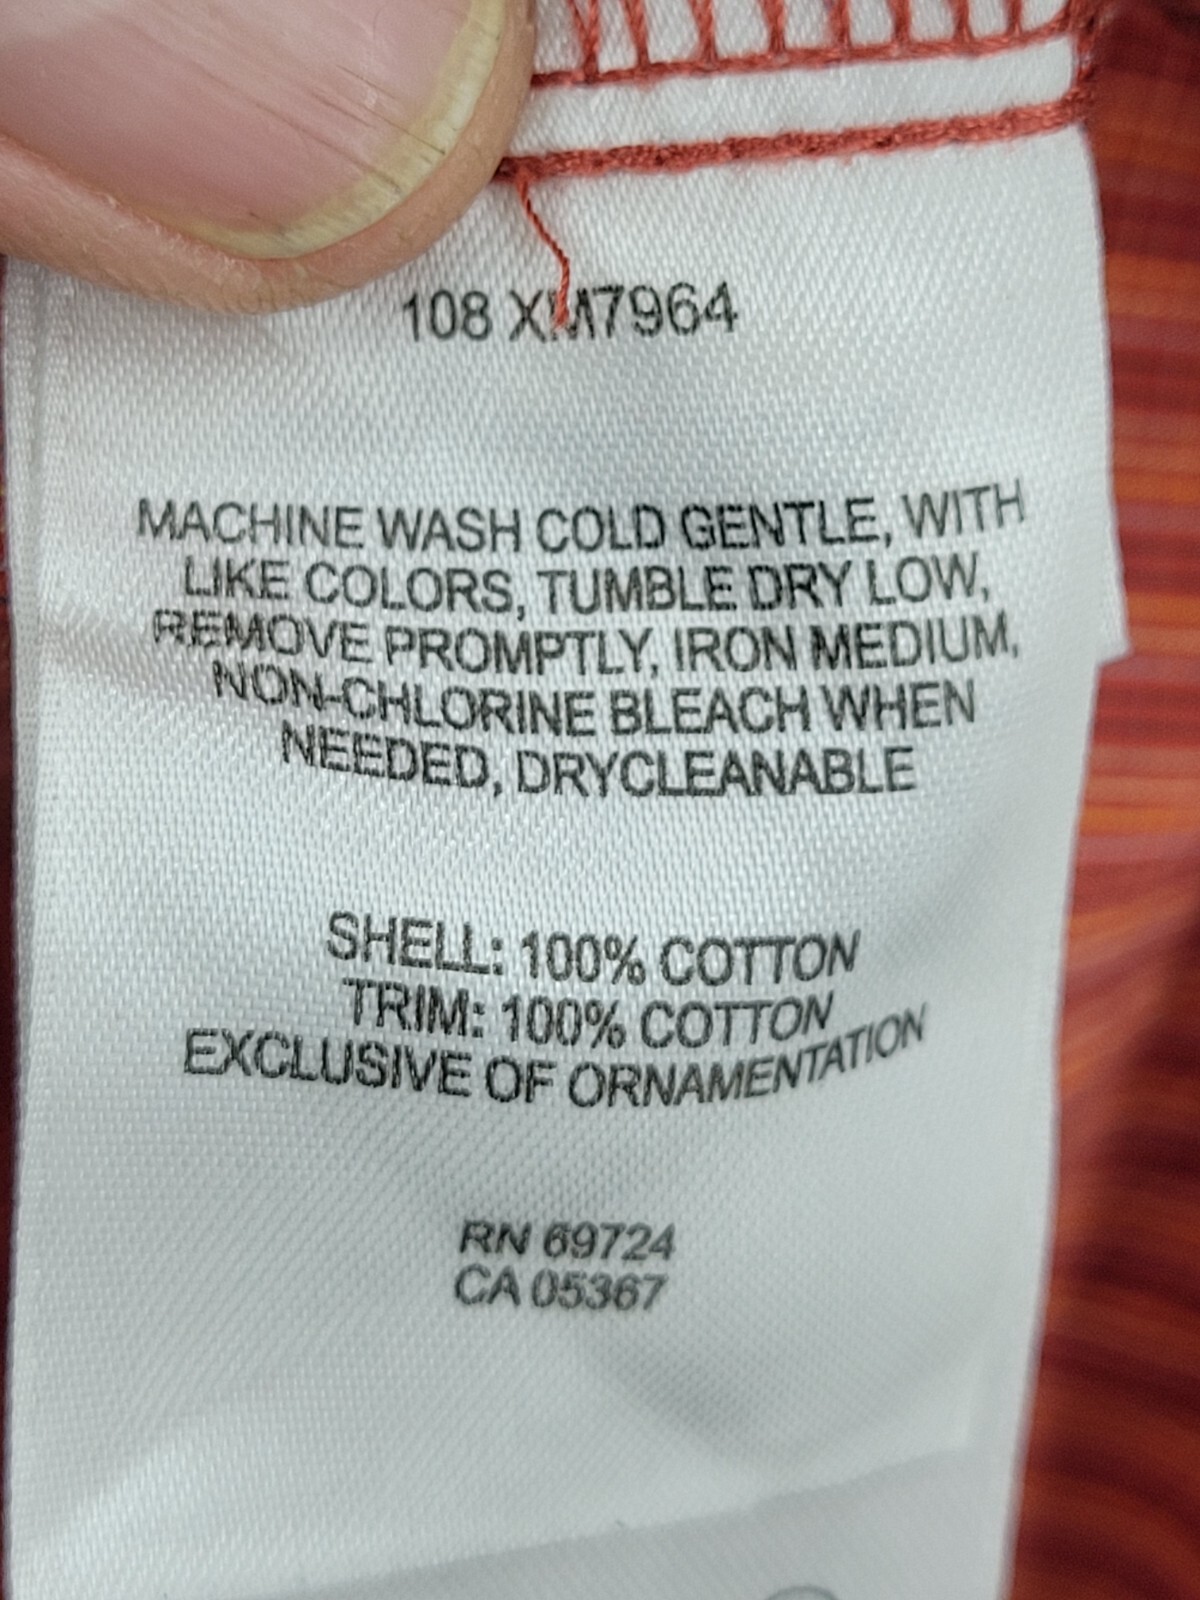 108 XM7964
MACHINE WASH COLD GENTLE, WITH
LIKE COLORS, TUMBLE DRY LOW,
REMOVE PROMPTLY, IRON MEDIUM,
NON-CHLORINE BLEACH WHEN
NEEDED, DRYCLEANABLE
SHELL: 100% COTTON
TRIM: 100% COTTON
EXCLUSIVE OF ORNAMENTATION
RN 69724
CA 05367